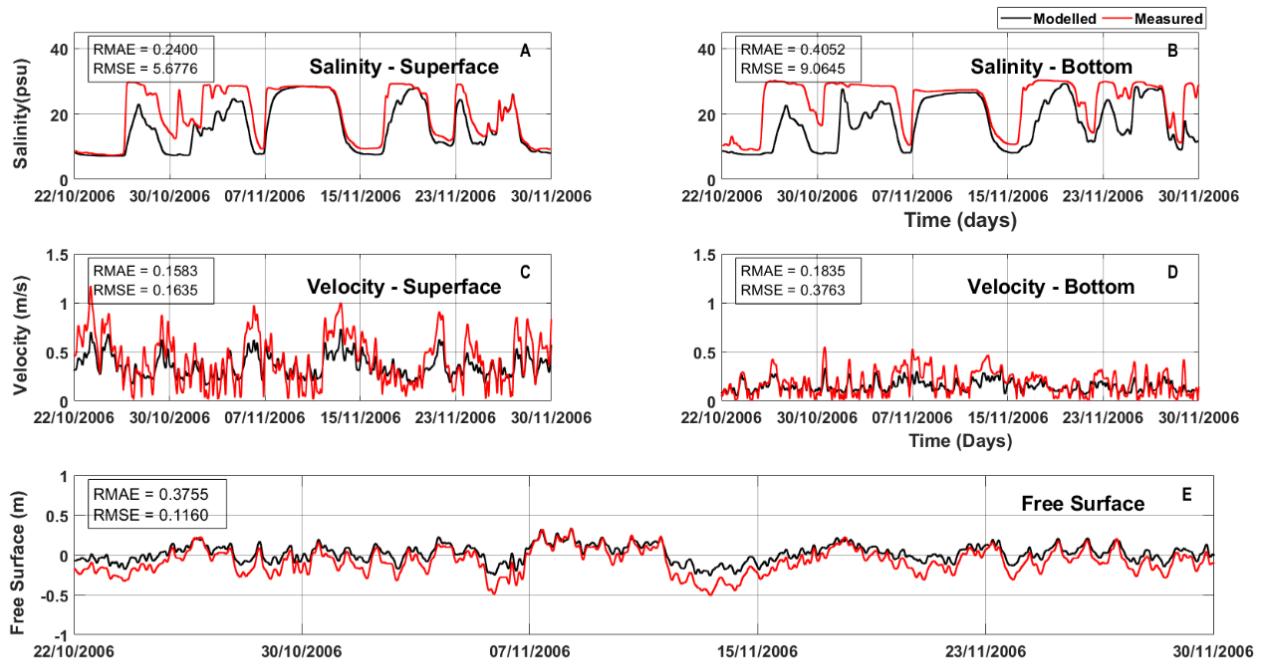 Modelled Measured
RMAE = 0.2400
RMSE = 5.6776
A
Salinity - Superface
Salinity(psu)
40
20
0
22/10/2006 30/10/2006 07/11/2006 15/11/2006 23/11/2006 30/11/2006
RMAE = 0.4052
RMSE = 9.0645
B
Salinity - Bottom
40
20
0
22/10/2006 30/10/2006 07/11/2006 15/11/2006 23/11/2006 30/11/2006
Time (days)
RMAE = 0.1583
RMSE = 0.1635
C
Velocity - Superface
Velocity (m/s)
1.5
1
0.5
0
22/10/2006 30/10/2006 07/11/2006 15/11/2006 23/11/2006 30/11/2006
RMAE = 0.1835
RMSE = 0.3763
D
Velocity - Bottom
1.5
1
0.5
0
22/10/2006 30/10/2006 07/11/2006 15/11/2006 23/11/2006 30/11/2006
Time (Days)
RMAE = 0.3755
RMSE = 0.1160
E
Free Surface
Free Surface (m)
1
0.5
0
-0.5
-1
22/10/2006 30/10/2006 07/11/2006 15/11/2006 23/11/2006 30/11/2006